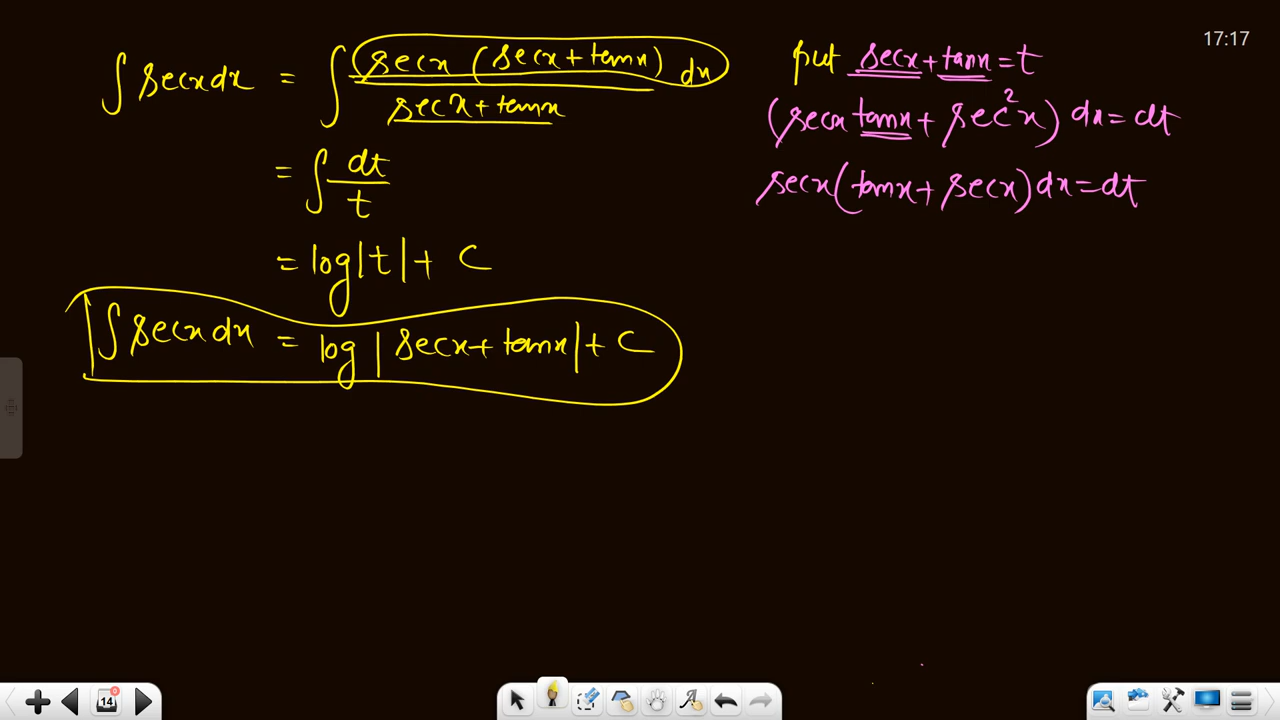 ∫ secx dx = ∫ secx (secx + tanx) dx / secx + tanx
= ∫ dt / t
= log|t| + C
∫ secx dx = log |secx + tanx| + C
put secx + tanx = t
(secx tanx + sec²x) dx = dt
secx (tanx + secx) dx = dt
17:17
14
0